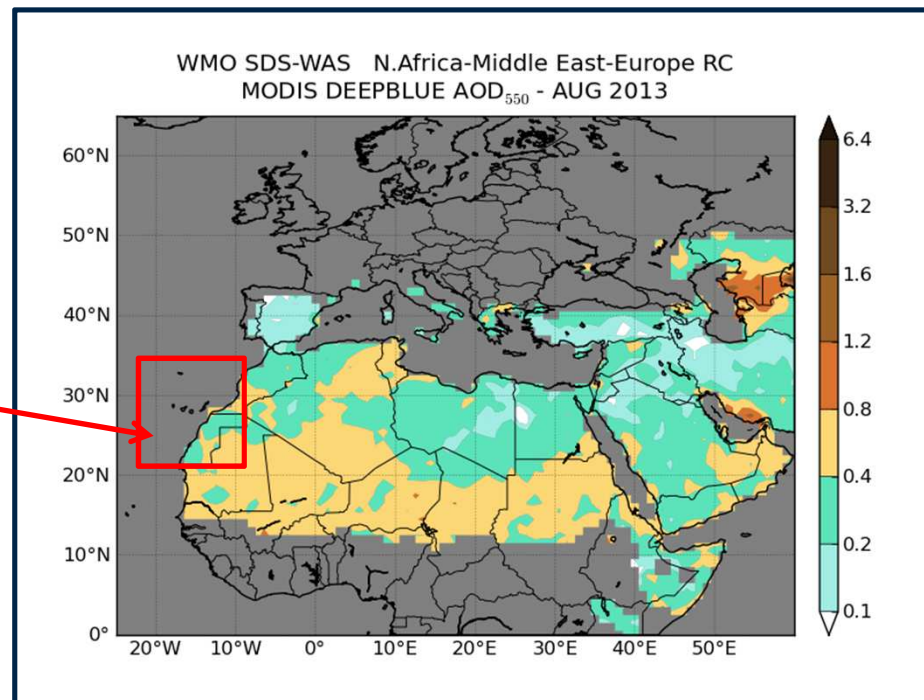 WMO SDS-WAS N.Africa-Middle East-Europe RC
MODIS DEEPBLUE AOD₅₅₀ - AUG 2013
60°N
50°N
40°N
30°N
20°N
10°N
0°
20°W
10°W
0°E
10°E
20°E
30°E
40°E
50°E
6.4
3.2
1.6
1.2
0.8
0.4
0.2
0.1